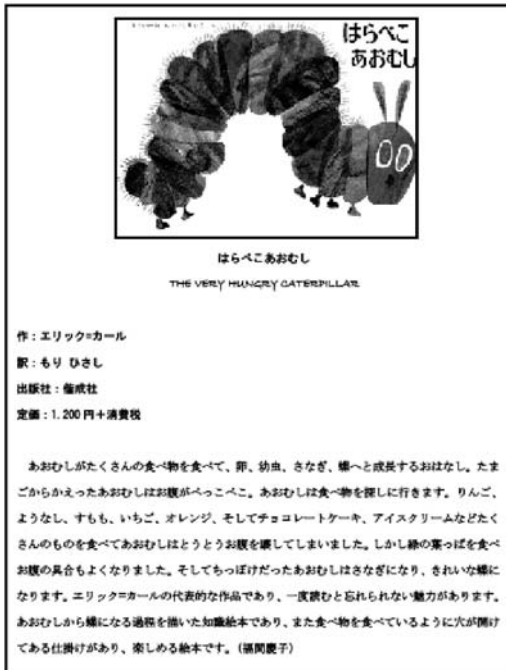 はらぺこ
あおむし
はらぺこあおむし
THE VERY HUNGRY CATERPILLAR
作：エリック=カール
訳：もり ひさし
出版社：偕成社
定価：1,200円＋消費税
あおむしがたくさんの食べ物を食べて、卵、幼虫、さなぎ、蝶へと成長するおはなし。たま
ごからかえったあおむしはお腹がぺっこぺこ。あおむしは食べ物を探しに行きます。りんご、
ようなし、すもも、いちご、オレンジ、そしてチョコレートケーキ、アイスクリームなどたく
さんのものを食べてあおむしはとうとうお腹を壊してしまいました。しかし緑の葉っぱを食べ
お腹の具合もよくなりました。そしてちっぽけだったあおむしはさなぎになり、きれいな蝶に
なります。エリック=カールの代表的な作品であり、一度読むと忘れられない魅力があります。
あおむしから蝶になる過程を描いた知識絵本であり、また食べ物を食べているように穴が開け
てある仕掛けがあり、楽しめる絵本です。（福岡慶子）